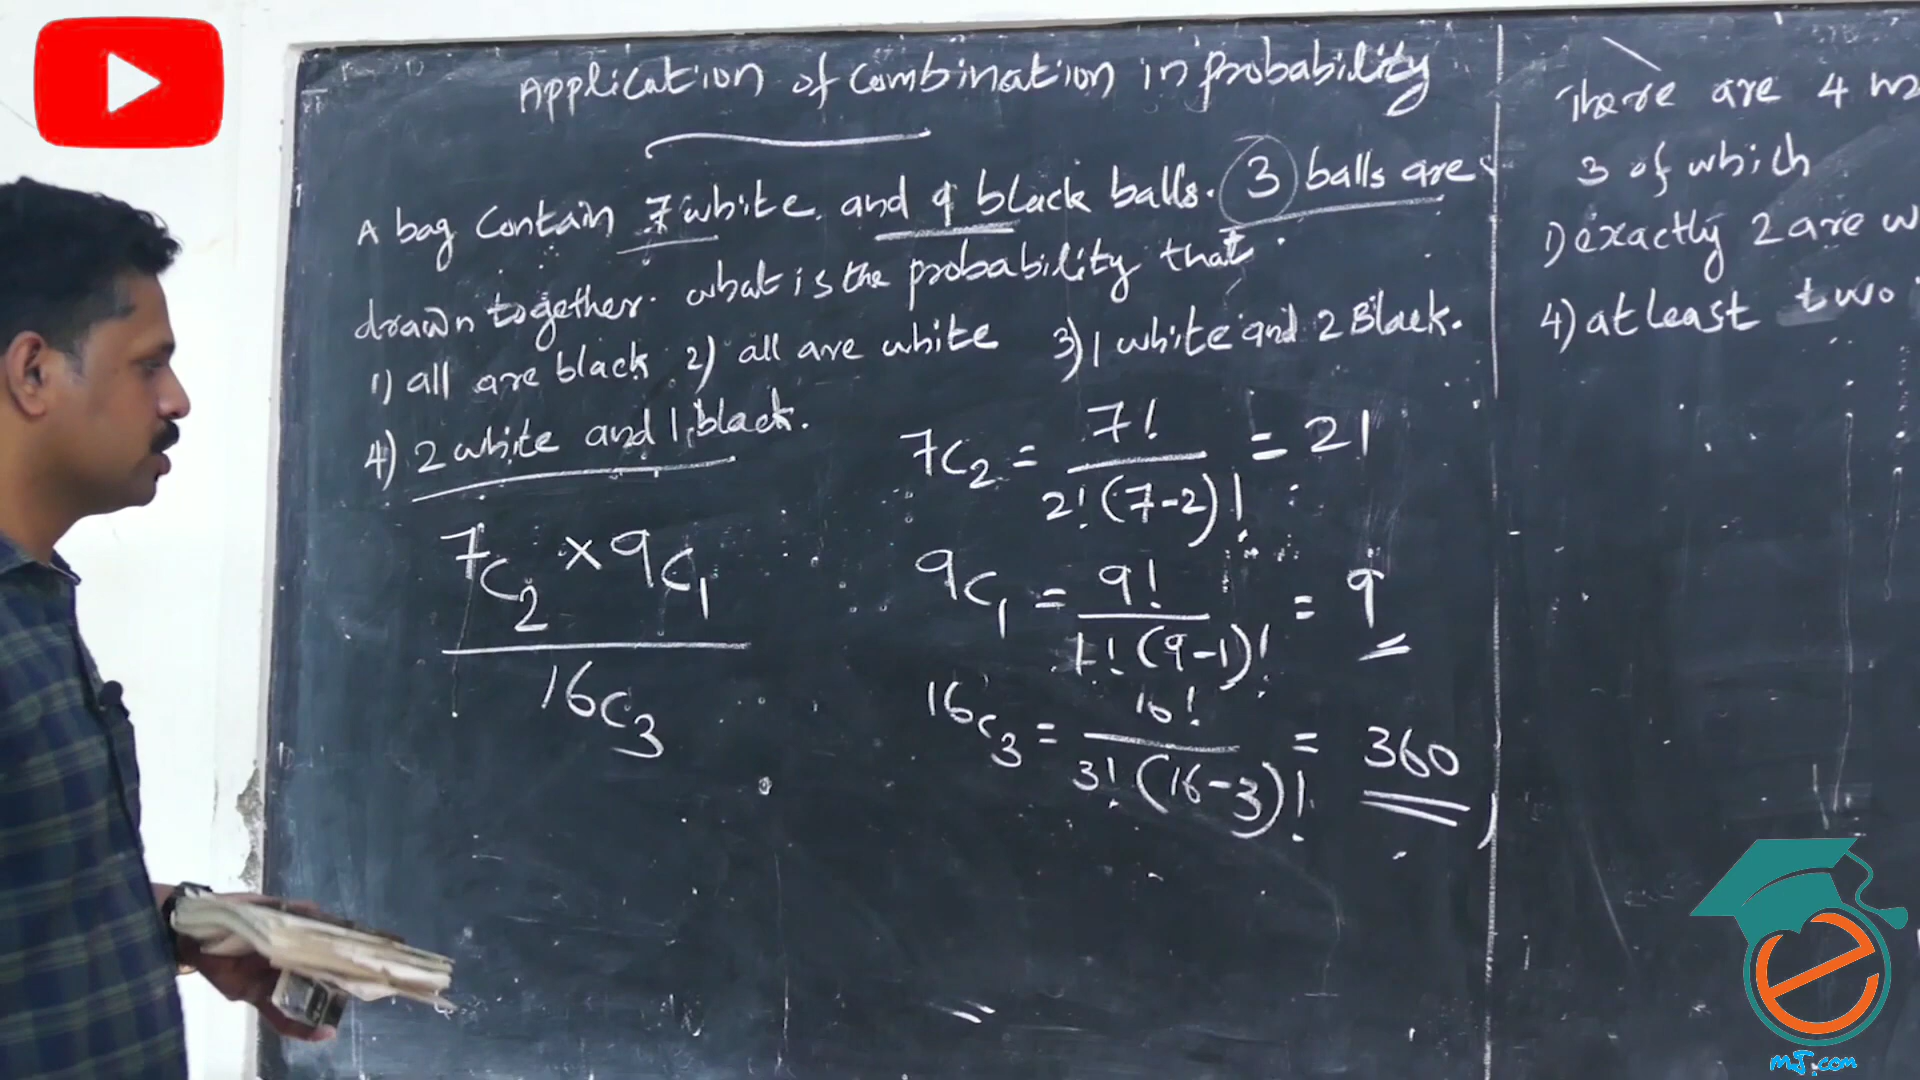 Application of Combination in probability
A bag Contain 7 white and 9 black balls. 3 balls are
drawn together. what is the probability that
1) all are black 2) all are white 3) 1 white and 2 Black.
4) 2 white and 1 black.
7C2 × 9C1
16C3
7C2 = 7! / 2!(7-2)! = 21
9C1 = 9! / 1!(9-1)! = 9
16C3 = 16! / 3!(16-3)! = 360
There are 4
3 of which
1) exactly 2 are
4) at least two
mJ.com